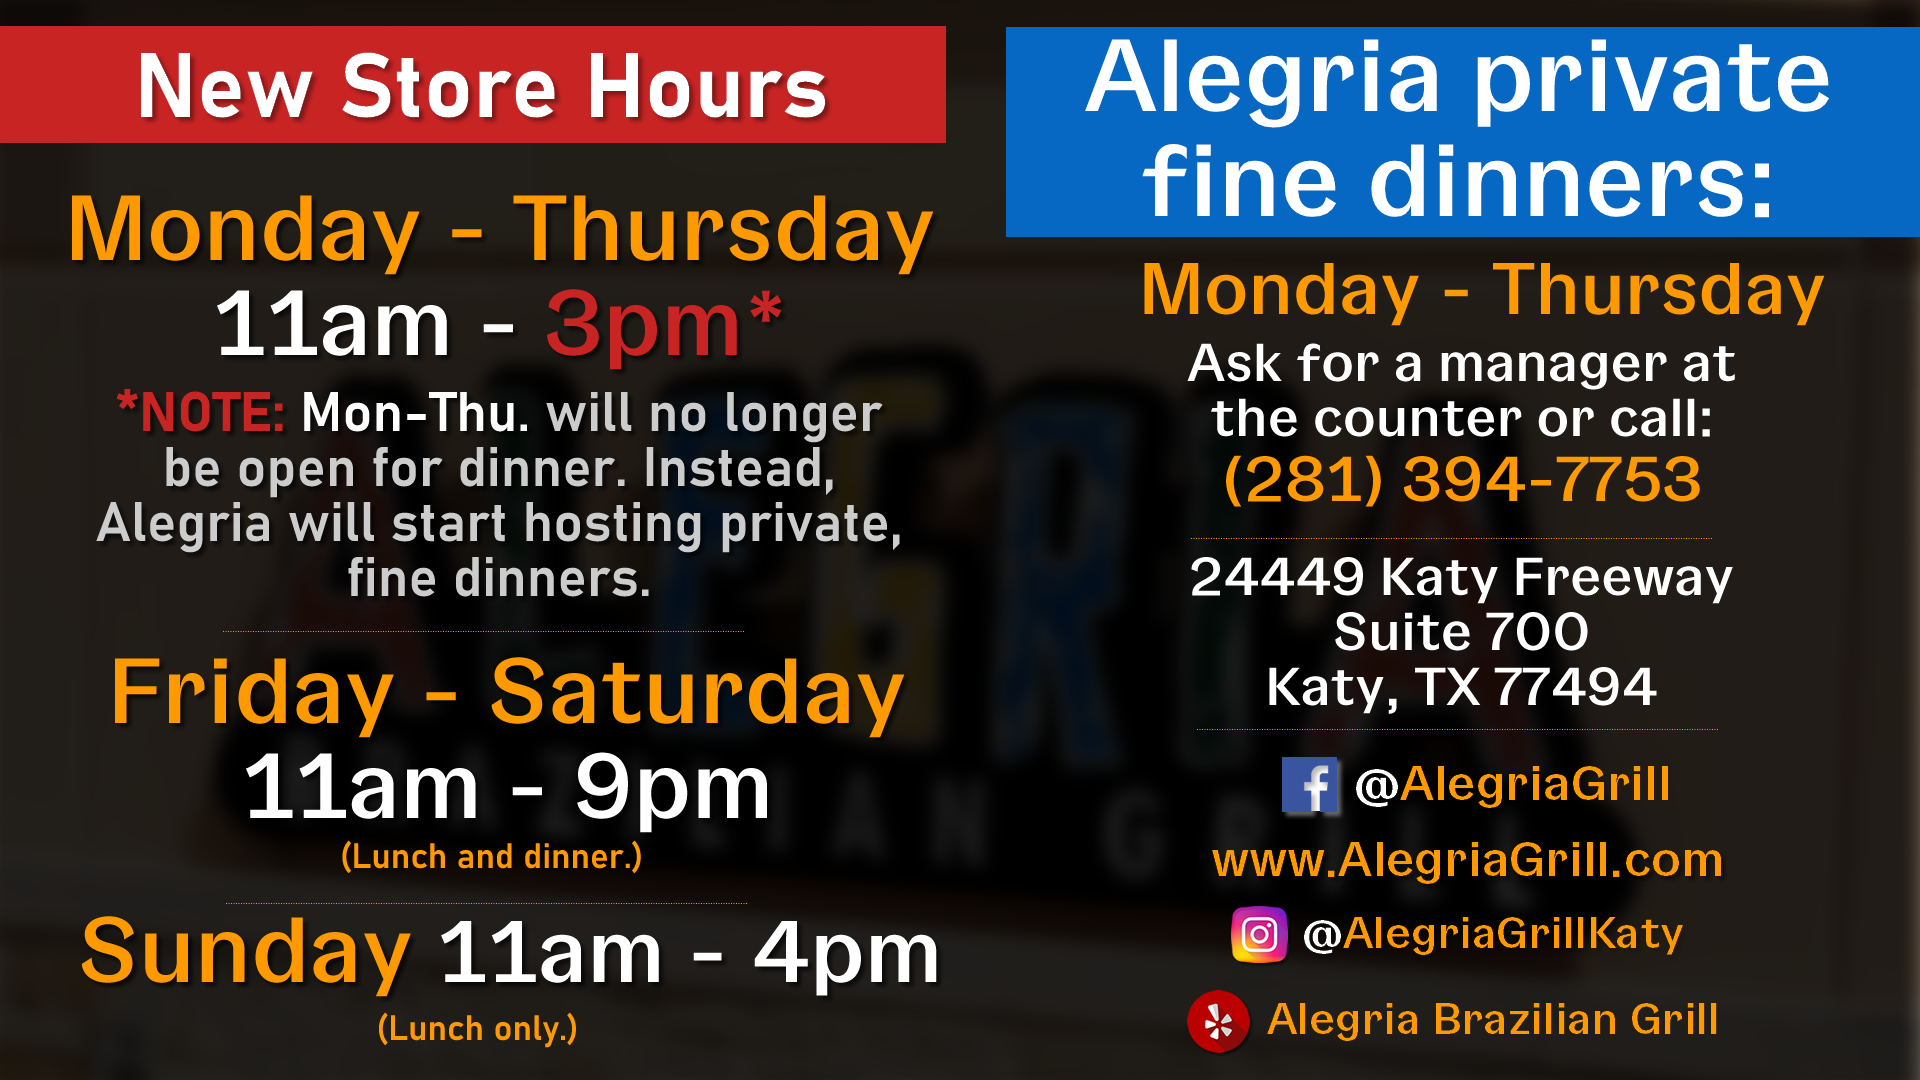 New Store Hours
Monday - Thursday
11am - 3pm*
*NOTE: Mon-Thu. will no longer
be open for dinner. Instead,
Alegria will start hosting private,
fine dinners.
Friday - Saturday
11am - 9pm
(Lunch and dinner.)
Sunday 11am - 4pm
(Lunch only.)
Alegria private
fine dinners:
Monday - Thursday
Ask for a manager at
the counter or call:
(281) 394-7753
24449 Katy Freeway
Suite 700
Katy, TX 77494
@AlegriaGrill
www.AlegriaGrill.com
@AlegriaGrillKaty
Alegria Brazilian Grill
ALEGRIA
BRAZILIAN GRILL